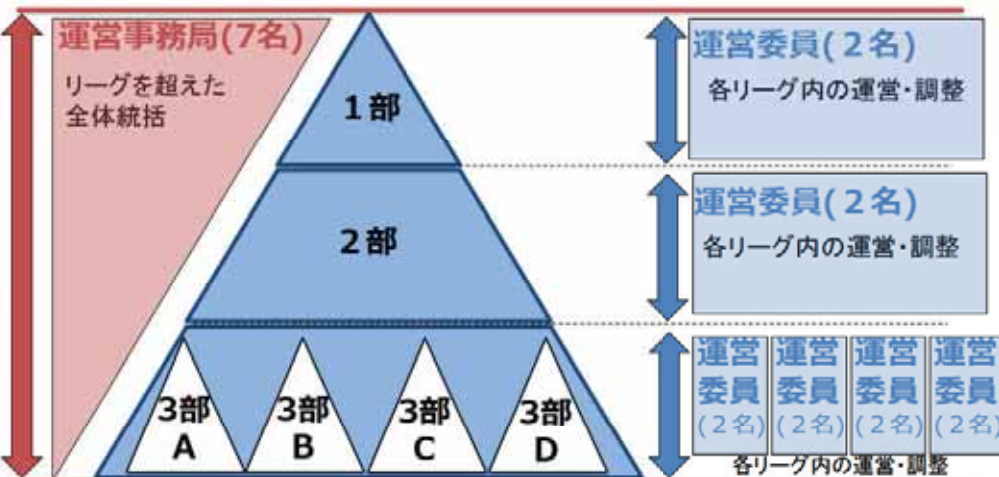 運営事務局(7名)
リーグを超えた
全体統括
1部
2部
3部
A
3部
B
3部
C
3部
D
運営委員(２名)
各リーグ内の運営・調整
運営委員(２名)
各リーグ内の運営・調整
運営
委員
(２名)
運営
委員
(２名)
運営
委員
(２名)
運営
委員
(２名)
各リーグ内の運営・調整